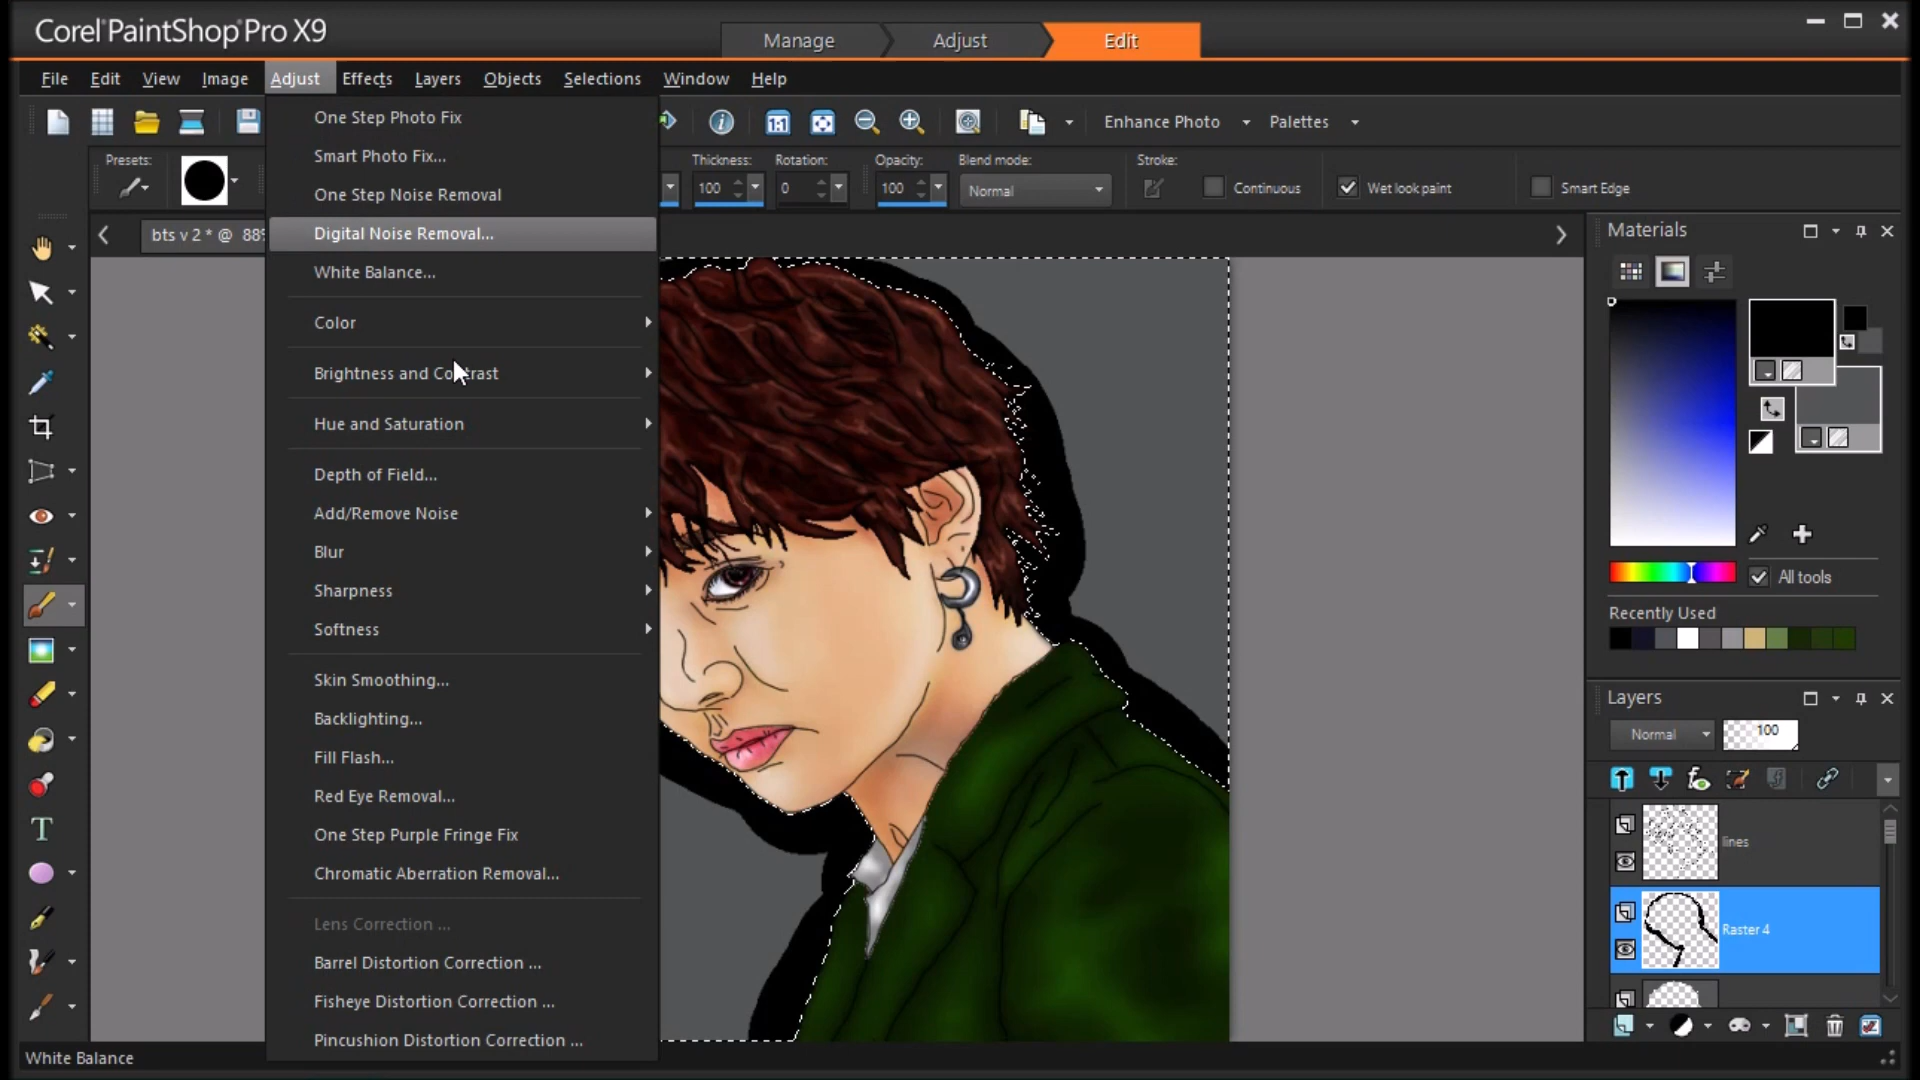 Corel PaintShop Pro X9
Manage
Adjust
Edit
File Edit View Image Adjust Effects Layers Objects Selections Window Help
1:1
Enhance Photo
Palettes
Presets:
Thickness:
100
Rotation:
0
Opacity:
100
Blend mode:
Normal
Stroke:
Continuous
Wet look paint
Smart Edge
bts v 2 * @ 88
One Step Photo Fix
Smart Photo Fix...
One Step Noise Removal
Digital Noise Removal...
White Balance...
Color
Brightness and Contrast
Hue and Saturation
Depth of Field...
Add/Remove Noise
Blur
Sharpness
Softness
Skin Smoothing...
Backlighting...
Fill Flash...
Red Eye Removal...
One Step Purple Fringe Fix
Chromatic Aberration Removal...
Lens Correction ...
Barrel Distortion Correction ...
Fisheye Distortion Correction ...
Pincushion Distortion Correction ...
Materials
All tools
Recently Used
Layers
Normal
100
lines
Raster 4
White Balance